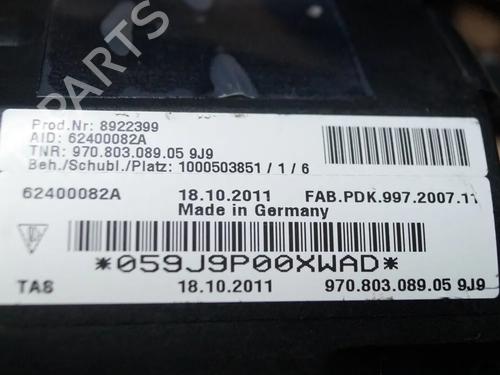 Prod.Nr: 8922399
AID: 62400082A
TNR: 970.803.089.05 9J9
Beh./Schubl./Platz: 1000503851 / 1 / 6
62400082A 18.10.2011 FAB.PDK.997.2007.11
Made in Germany
*059J9P00XWAD*
TAS 18.10.2011 970.803.089.05 9J9
B-PARTS